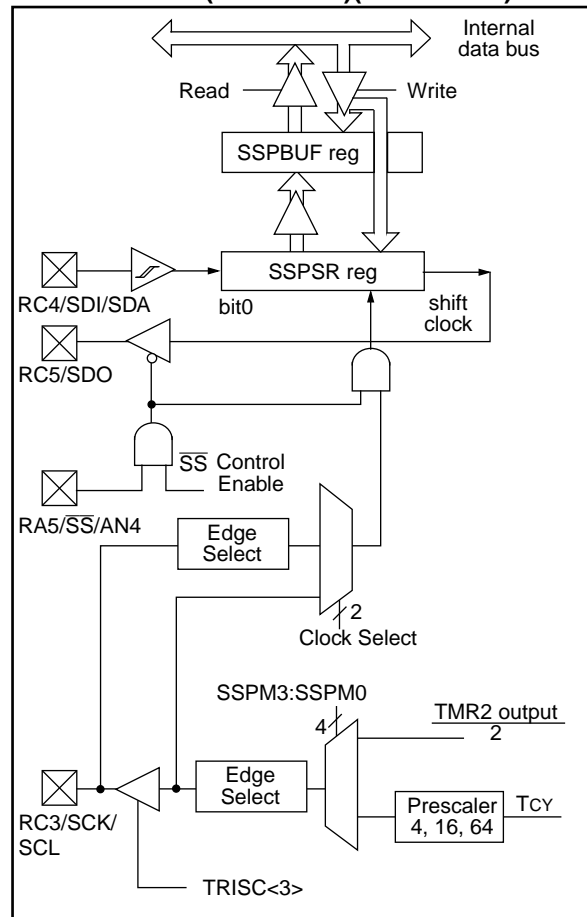 Internal
data bus
Read
Write
SSPBUF reg
SSPSR reg
RC4/SDI/SDA
bit0
shift
clock
RC5/SDO
SS Control
Enable
RA5/SS/AN4
Edge
Select
2
Clock Select
SSPM3:SSPM0
4
TMR2 output
2
Edge
Select
Prescaler
4, 16, 64
TCY
RC3/SCK/
SCL
TRISC<3>